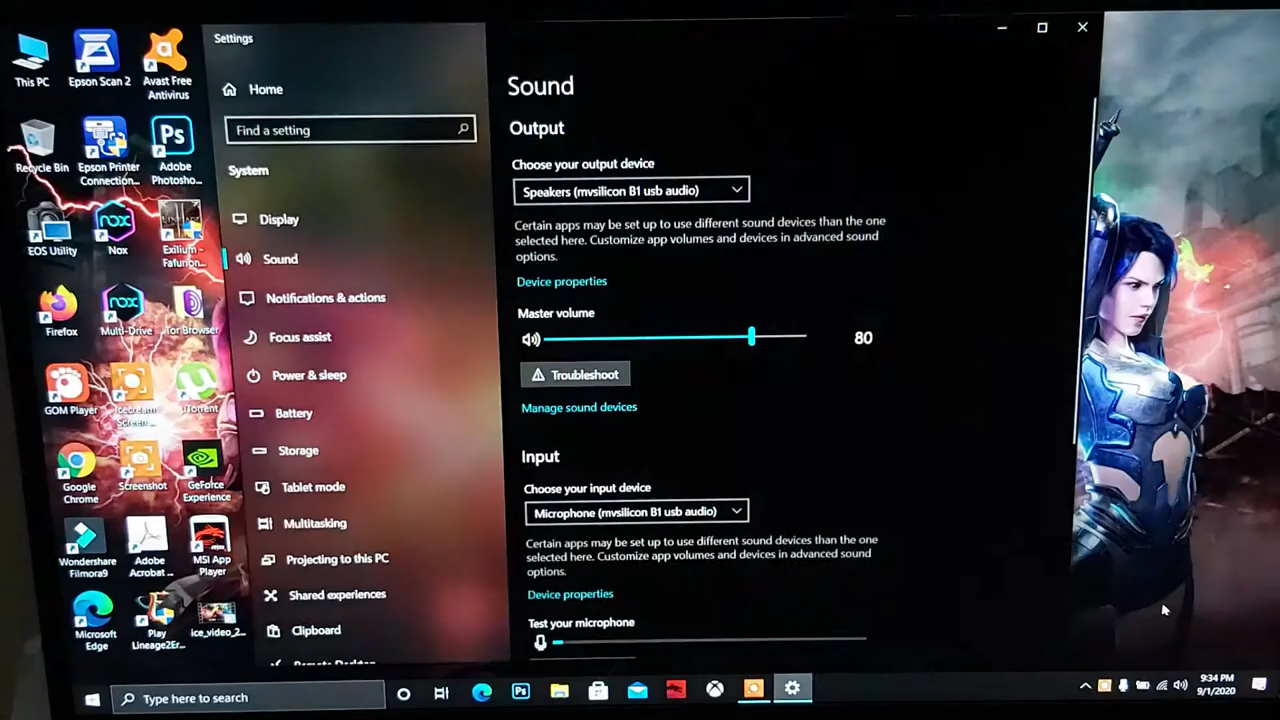 This PC
Epson Scan 2
Avast Free
Antivirus
Recycle Bin
Epson Printer
Connection...
Adobe
Photosho...
EOS Utility
Nox
Exilium -
Fafurion...
Firefox
Multi-Drive
Tor Browser
GOM Player
Icecream
Screen ...
µTorrent
Google
Chrome
Screenshot
GeForce
Experience
Wondershare
Filmora9
Adobe
Acrobat ...
MSI App
Player
Microsoft
Edge
Play
Lineage2Er...
ice_video_2...
Settings
Home
Find a setting
System
Display
Sound
Notifications & actions
Focus assist
Power & sleep
Battery
Storage
Tablet mode
Multitasking
Projecting to this PC
Shared experiences
Clipboard
Remote Desktop
Sound
Output
Choose your output device
Speakers (mvsilicon B1 usb audio)
Certain apps may be set up to use different sound devices than the one
selected here. Customize app volumes and devices in advanced sound
options.
Device properties
Master volume
80
Troubleshoot
Manage sound devices
Input
Choose your input device
Microphone (mvsilicon B1 usb audio)
Certain apps may be set up to use different sound devices than the one
selected here. Customize app volumes and devices in advanced sound
options.
Device properties
Test your microphone
Type here to search
9:34 PM
9/1/2020